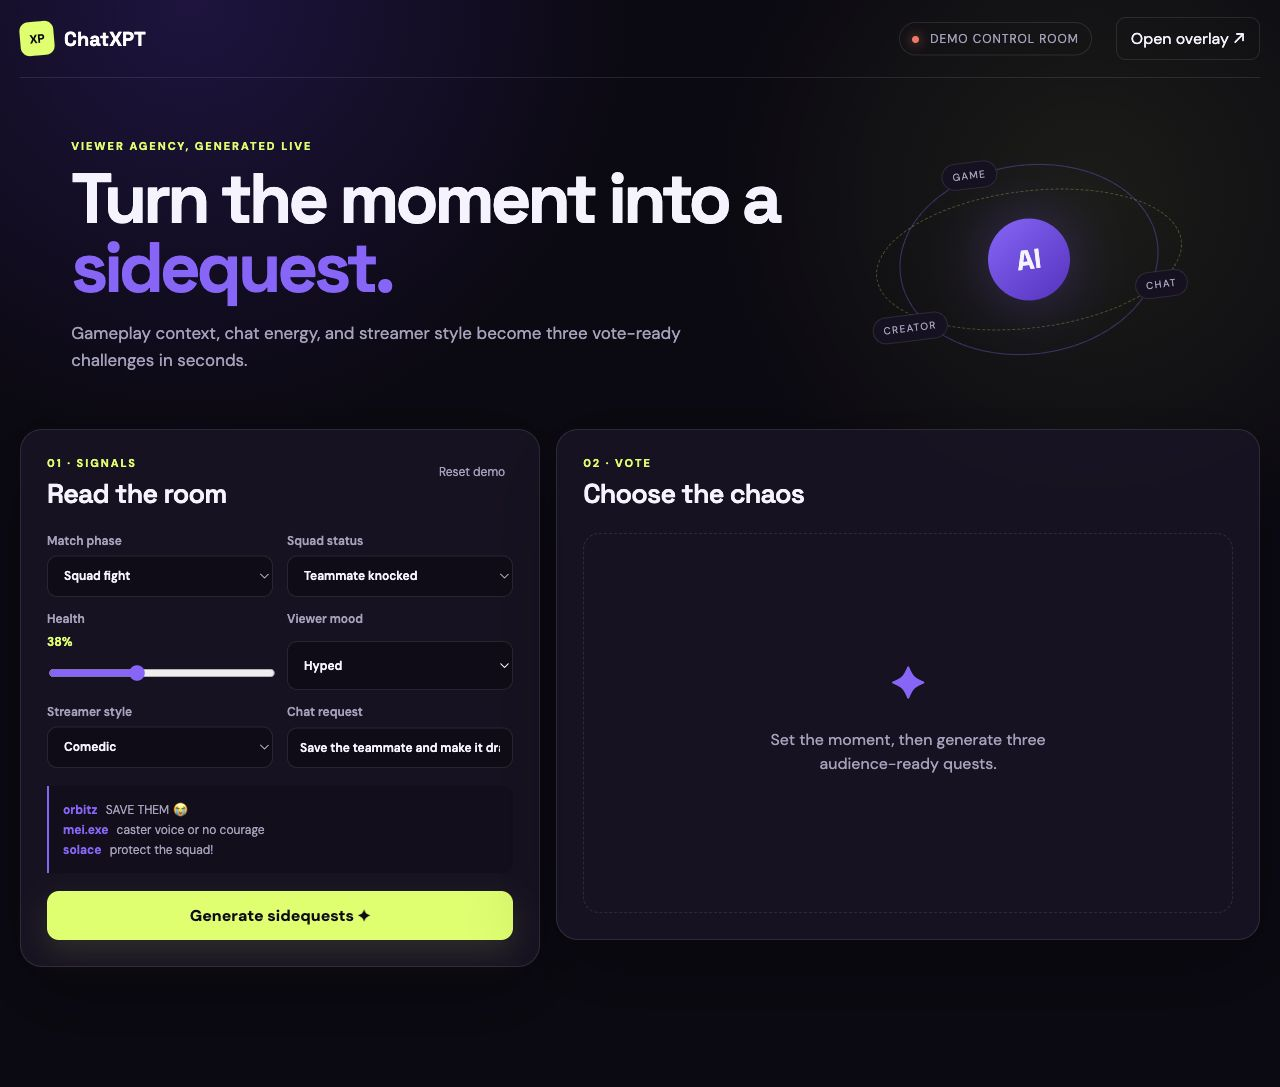 XP
ChatXPT
DEMO CONTROL ROOM
Open overlay ↗
VIEWER AGENCY, GENERATED LIVE
Turn the moment into a
sidequest.
Gameplay context, chat energy, and streamer style become three vote-ready
challenges in seconds.
GAME
AI
CHAT
CREATOR
01 · SIGNALS
Read the room
Reset demo
Match phase
Squad fight
Squad status
Teammate knocked
Health
38%
Viewer mood
Hyped
Streamer style
Comedic
Chat request
Save the teammate and make it
orbitz SAVE THEM 😭
mei.exe caster voice or no courage
solace protect the squad!
Generate sidequests ✦
02 · VOTE
Choose the chaos
Set the moment, then generate three
audience-ready quests.